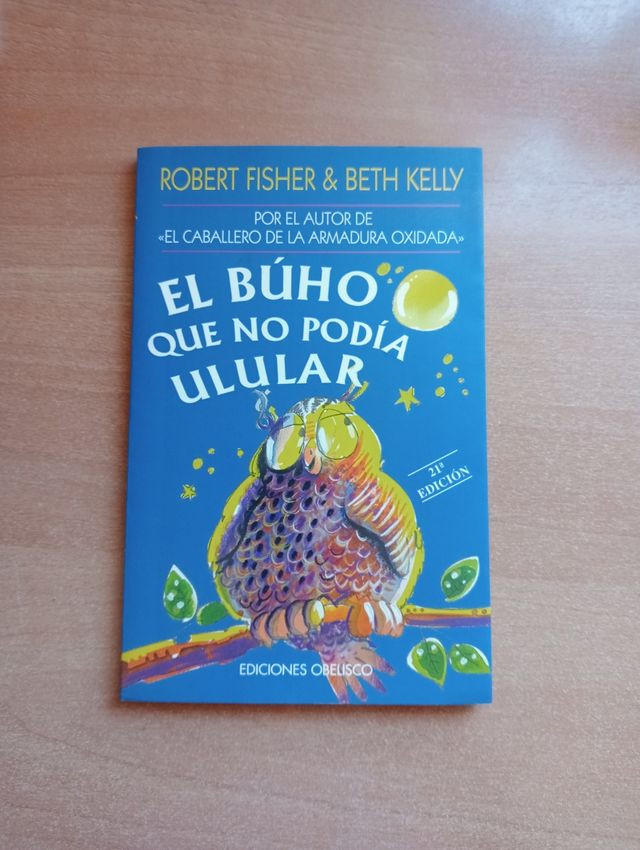 ROBERT FISHER & BETH KELLY
POR EL AUTOR DE
«EL CABALLERO DE LA ARMADURA OXIDADA»
EL BÚHO
QUE NO PODÍA
ULULAR
21ª
EDICIÓN
EDICIONES OBELISCO